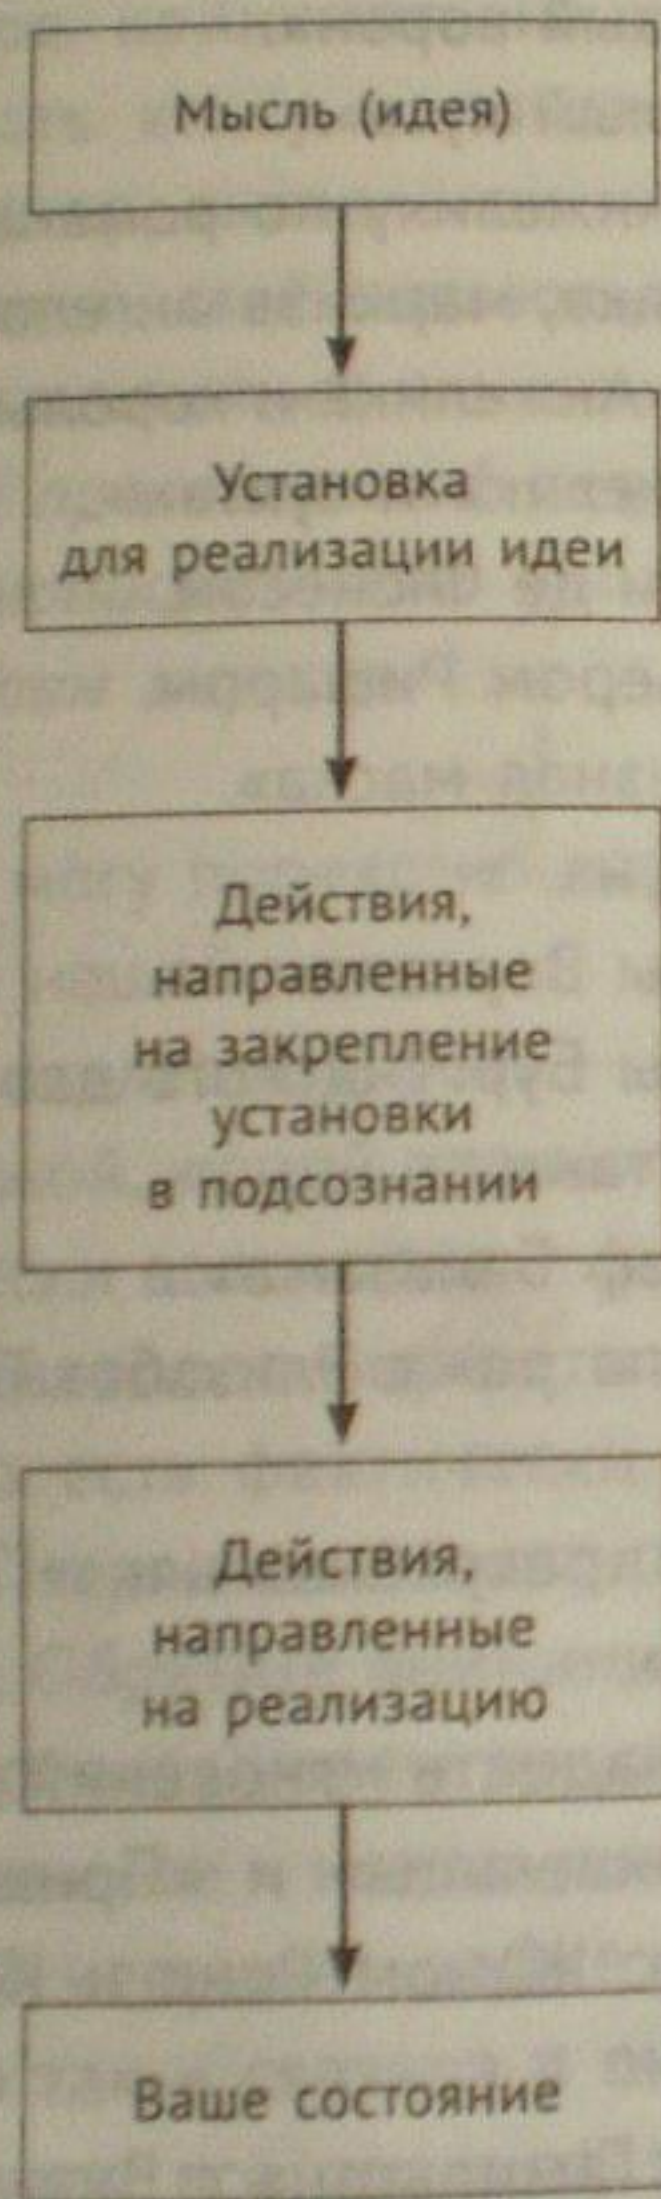 Мысль (идея)
Установка
для реализации идеи
Действия,
направленные
на закрепление
установки
в подсознании
Действия,
направленные
на реализацию
Ваше состояние